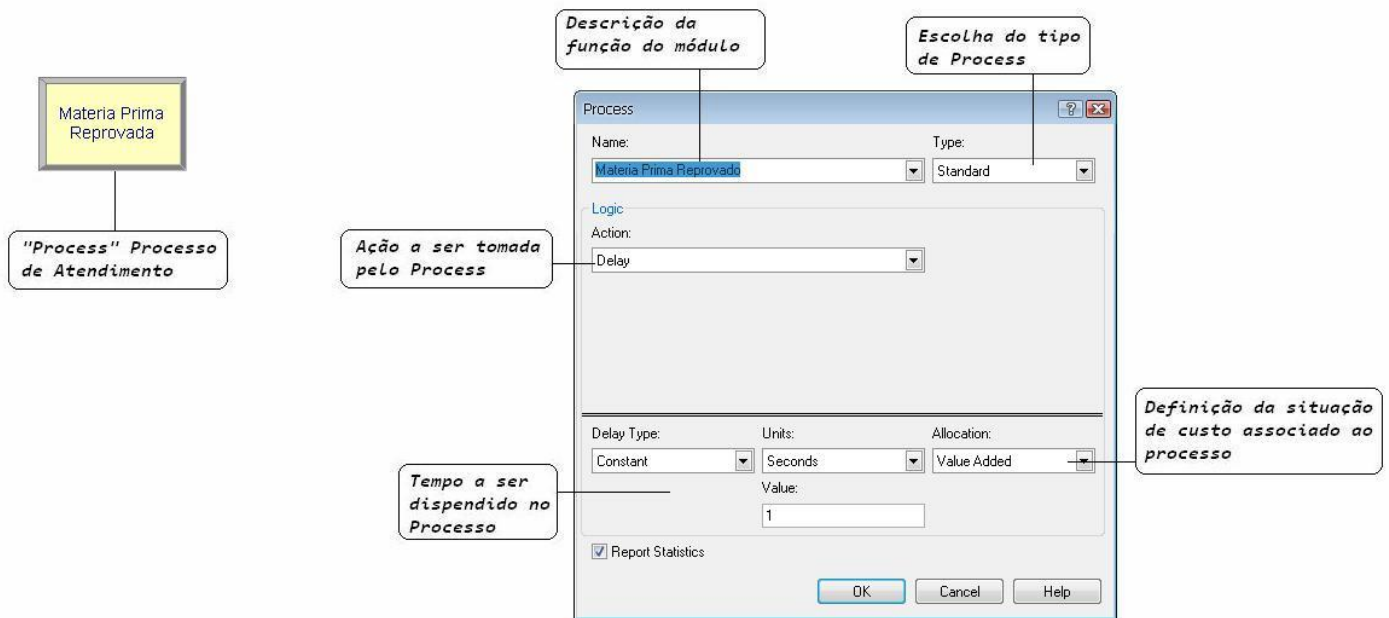 Descrição da
função do módulo
Escolha do tipo
de Process
Materia Prima
Reprovada
"Process" Processo
de Atendimento
Process
Name:
Type:
Materia Prima Reprovado
Standard
Logic
Action:
Delay
Ação a ser tomada
pelo Process
Delay Type:
Units:
Allocation:
Constant
Seconds
Value Added
Value:
1
Definição da situação
de custo associado ao
processo
Tempo a ser
dispendido no
Processo
Report Statistics
OK
Cancel
Help